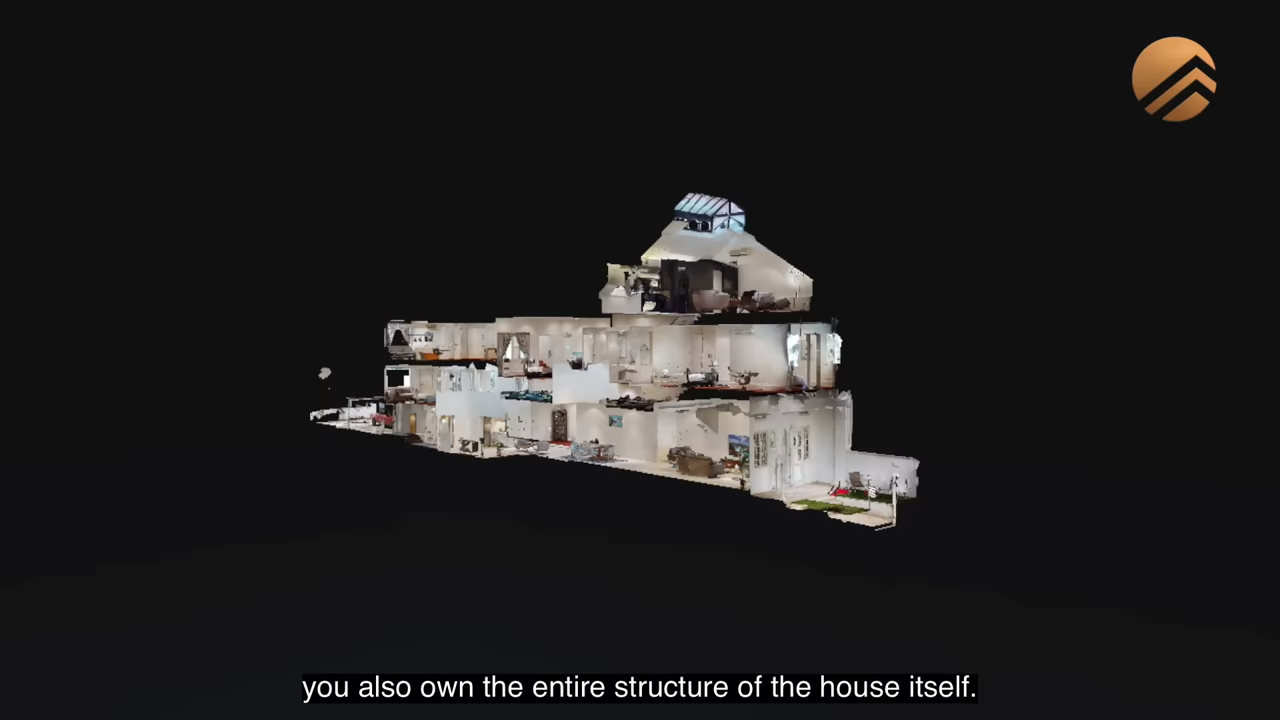 you also own the entire structure of the house itself.